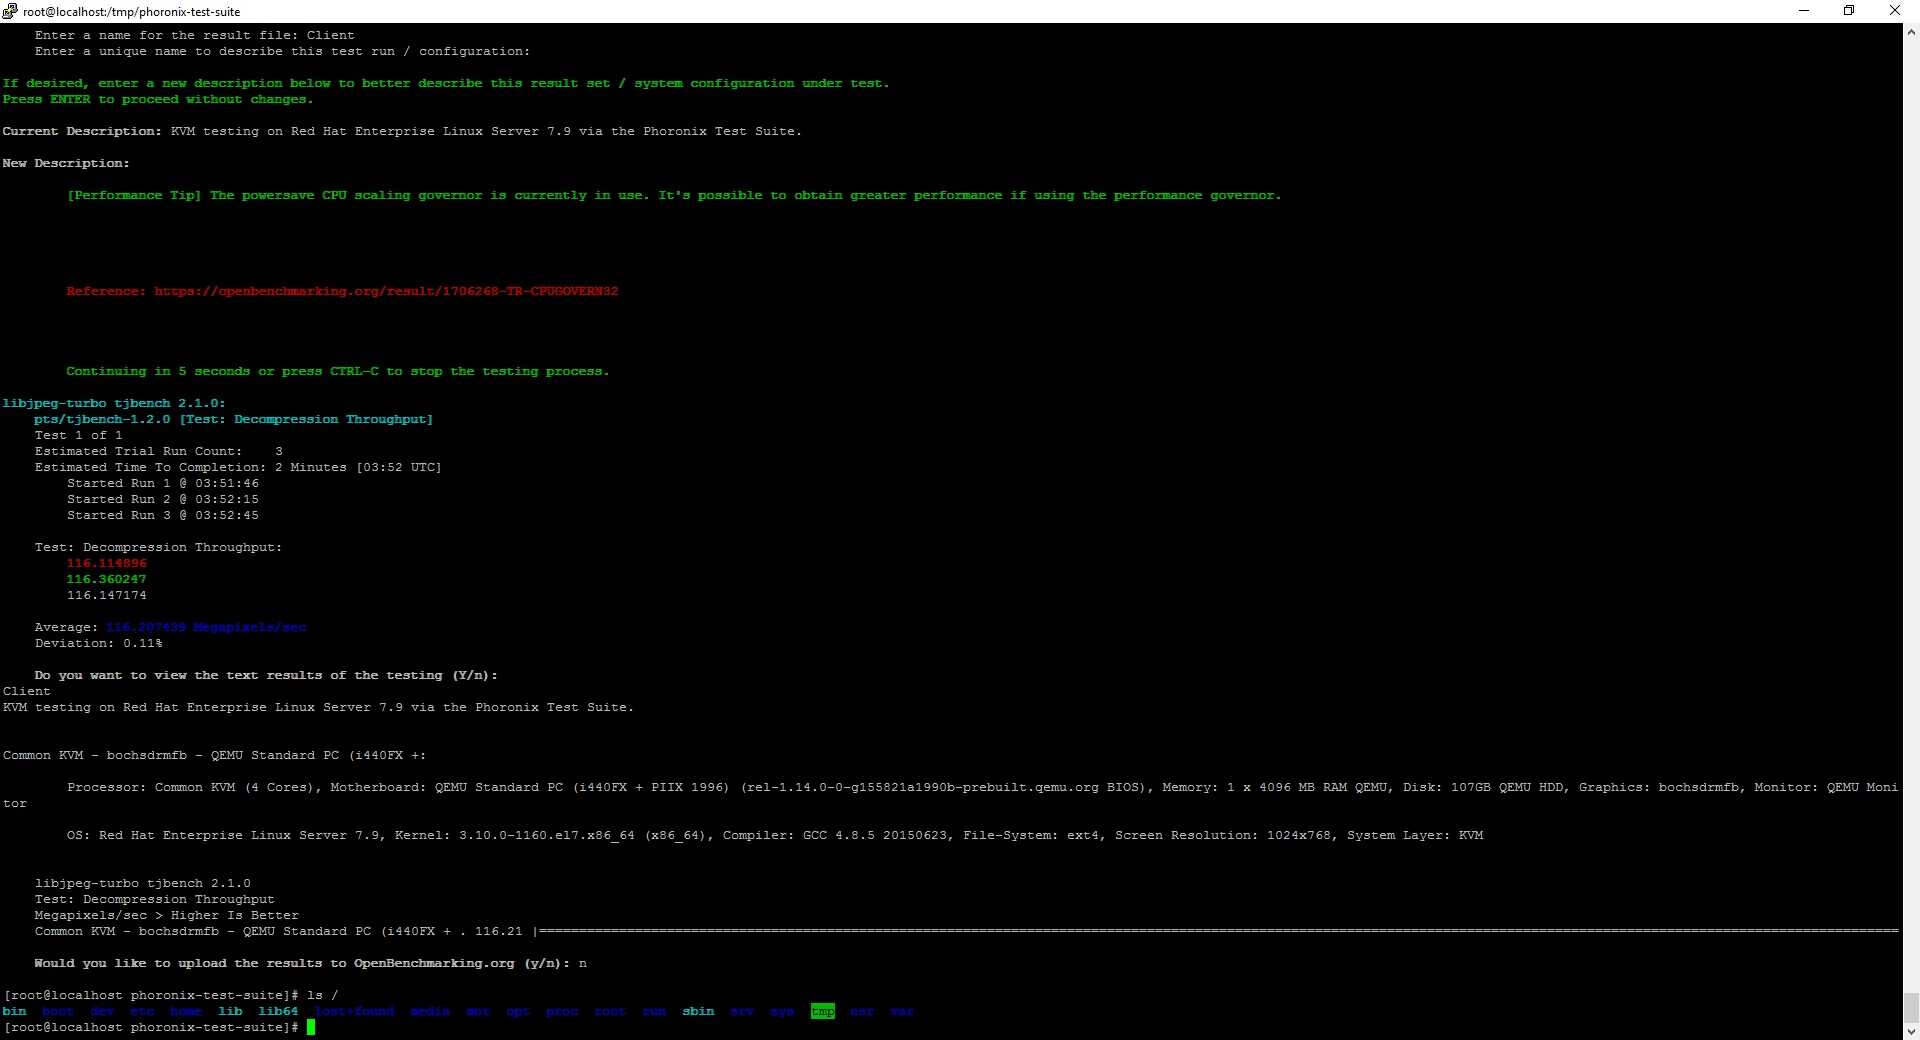 root@localhost:/tmp/phoronix-test-suite
Enter a name for the result file: Client
Enter a unique name to describe this test run / configuration:
If desired, enter a new description below to better describe this result set / system configuration under test.
Press ENTER to proceed without changes.
Current Description: KVM testing on Red Hat Enterprise Linux Server 7.9 via the Phoronix Test Suite.
New Description:
[Performance Tip] The powersave CPU scaling governor is currently in use. It's possible to obtain greater performance if using the performance governor.
Reference: https://openbenchmarking.org/result/1706268-TR-CPUGOVERN32
Continuing in 5 seconds or press CTRL-C to stop the testing process.
libjpeg-turbo tjbench 2.1.0:
pts/tjbench-1.2.0 [Test: Decompression Throughput]
Test 1 of 1
Estimated Trial Run Count:    3
Estimated Time To Completion: 2 Minutes [03:52 UTC]
Started Run 1 @ 03:51:46
Started Run 2 @ 03:52:15
Started Run 3 @ 03:52:45
Test: Decompression Throughput:
116.114896
116.360247
116.147174
Average: 116.207439 Megapixels/sec
Deviation: 0.11%
Do you want to view the text results of the testing (Y/n):
Client
KVM testing on Red Hat Enterprise Linux Server 7.9 via the Phoronix Test Suite.
Common KVM - bochsdrmfb - QEMU Standard PC (i440FX +:
Processor: Common KVM (4 Cores), Motherboard: QEMU Standard PC (i440FX + PIIX 1996) (rel-1.14.0-0-g155821a1990b-prebuilt.qemu.org BIOS), Memory: 1 x 4096 MB RAM QEMU, Disk: 107GB QEMU HDD, Graphics: bochsdrmfb, Monitor: QEMU Moni
tor
OS: Red Hat Enterprise Linux Server 7.9, Kernel: 3.10.0-1160.el7.x86_64 (x86_64), Compiler: GCC 4.8.5 20150623, File-System: ext4, Screen Resolution: 1024x768, System Layer: KVM
libjpeg-turbo tjbench 2.1.0
Test: Decompression Throughput
Megapixels/sec > Higher Is Better
Common KVM - bochsdrmfb - QEMU Standard PC (i440FX + . 116.21 |==========================================================================================================================================================================
Would you like to upload the results to OpenBenchmarking.org (y/n): n
[root@localhost phoronix-test-suite]# ls /
bin  boot  dev  etc  home  lib  lib64  lost+found  media  mnt  opt  proc  root  run  sbin  srv  sys  tmp  usr  var
[root@localhost phoronix-test-suite]#